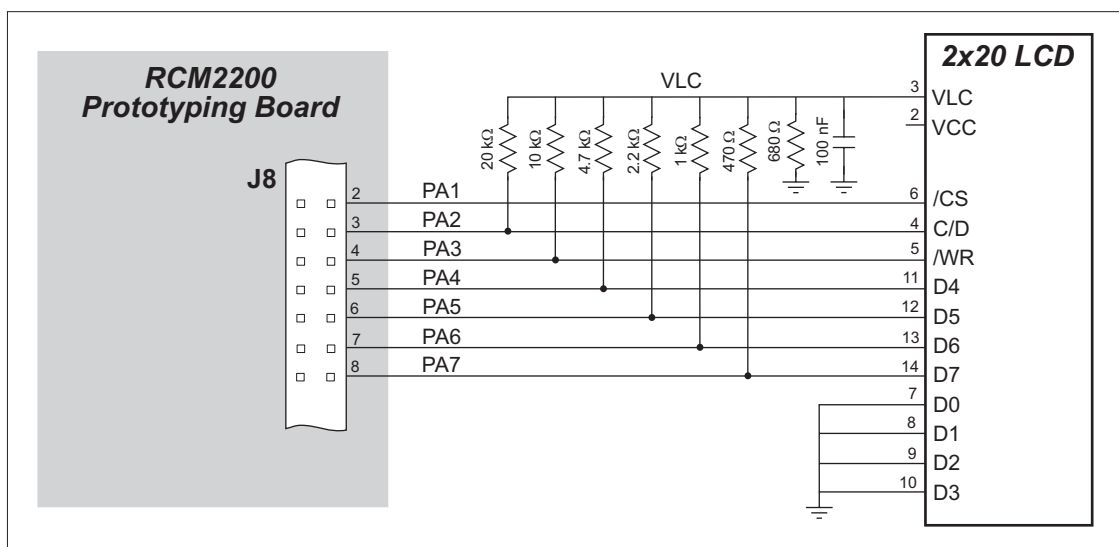 RCM2200
Prototyping Board
J8
2 PA1
3 PA2
4 PA3
5 PA4
6 PA5
7 PA6
8 PA7
VLC
20 kΩ
10 kΩ
4.7 kΩ
2.2 kΩ
1 kΩ
470 Ω
680 Ω
100 nF
2x20 LCD
3 VLC
2 VCC
6 /CS
4 C/D
5 /WR
11 D4
12 D5
13 D6
14 D7
7 D0
8 D1
9 D2
10 D3